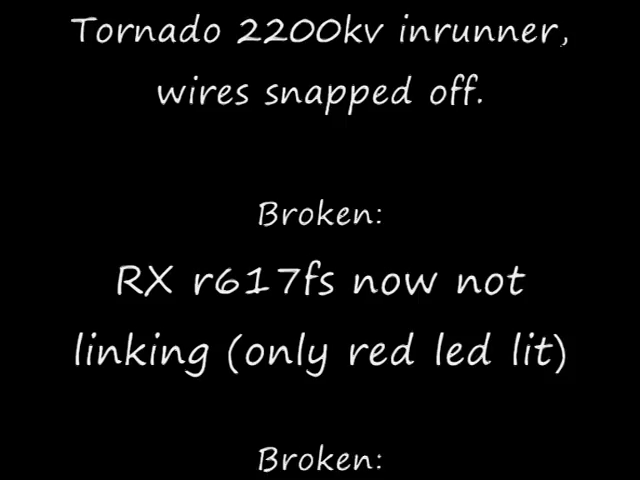 Tornado 2200kv inrunner,
wires snapped off.
Broken:
RX r617fs now not
linking (only red led lit)
Broken: